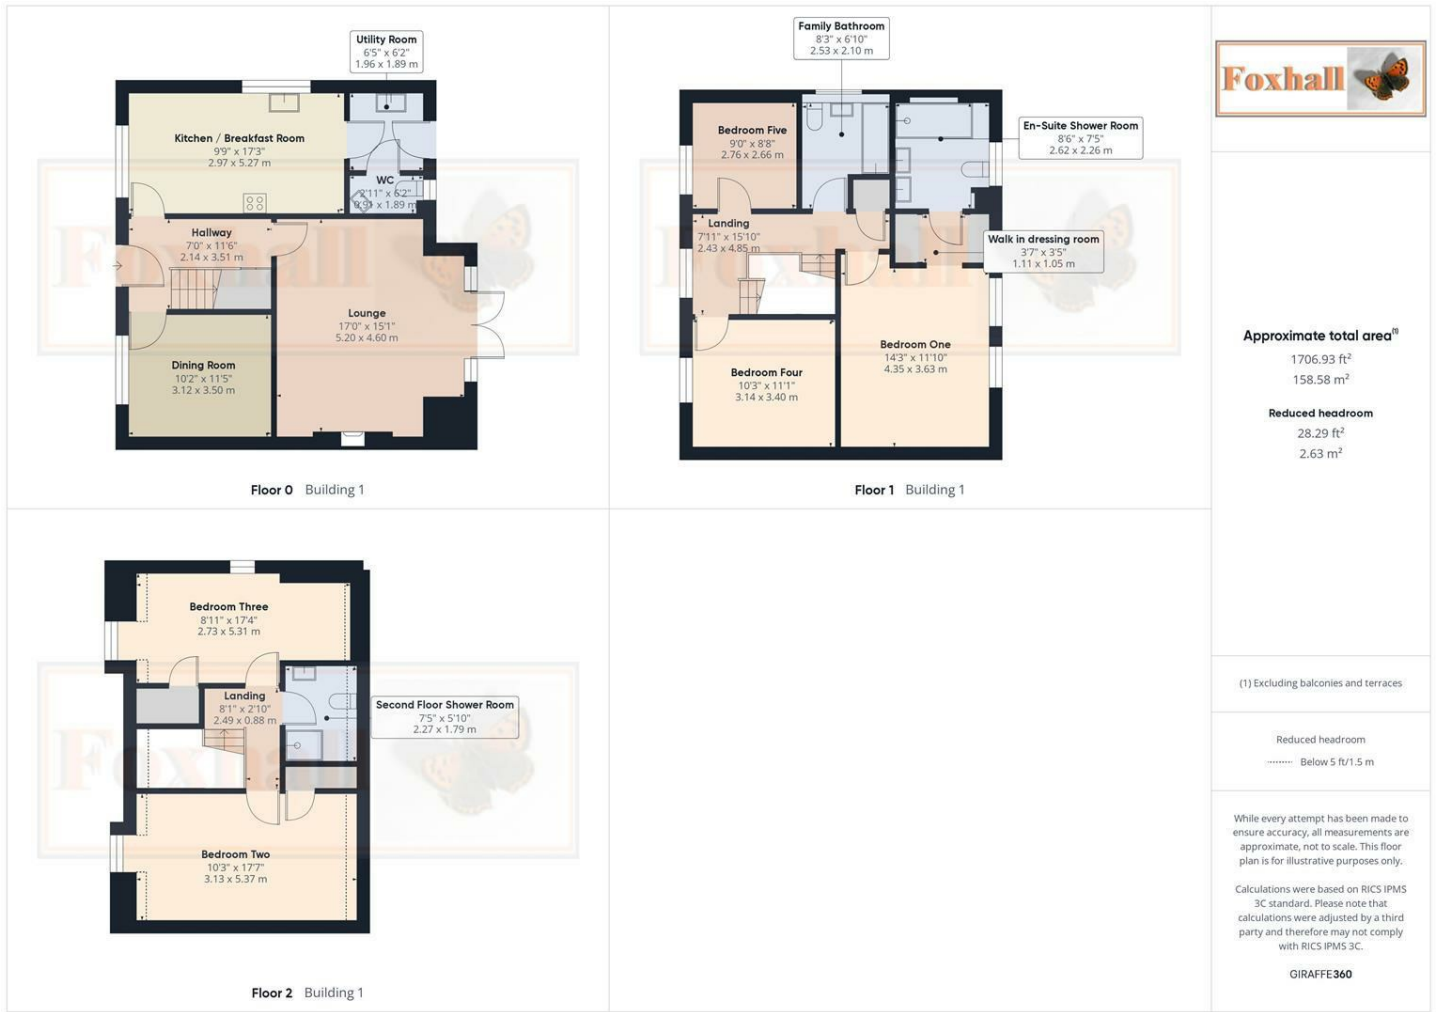 Utility Room
6'5" x 6'2"
1.96 x 1.89 m
Kitchen / Breakfast Room
9'9" x 17'3"
2.97 x 5.27 m
WC
2'11" x 6'2"
0.91 x 1.89 m
Hallway
7'0" x 11'6"
2.14 x 3.51 m
Lounge
17'0" x 15'1"
5.20 x 4.60 m
Dining Room
10'2" x 11'5"
3.12 x 3.50 m
Foxhall
Floor 0 Building 1
Family Bathroom
8'3" x 6'10"
2.53 x 2.10 m
Bedroom Five
9'0" x 8'8"
2.76 x 2.66 m
En-Suite Shower Room
8'6" x 7'5"
2.62 x 2.26 m
Landing
7'11" x 15'10"
2.43 x 4.85 m
Walk in dressing room
3'7" x 3'5"
1.11 x 1.05 m
Bedroom One
14'3" x 11'10"
4.35 x 3.63 m
Bedroom Four
10'3" x 11'1"
3.14 x 3.40 m
Foxhall
Floor 1 Building 1
Bedroom Three
8'11" x 17'4"
2.73 x 5.31 m
Landing
8'1" x 2'10"
2.49 x 0.88 m
Second Floor Shower Room
7'5" x 5'10"
2.27 x 1.79 m
Foxhall
Bedroom Two
10'3" x 17'7"
3.13 x 5.37 m
Floor 2 Building 1
Foxhall
Approximate total area(1)
1706.93 ft²
158.58 m²
Reduced headroom
28.29 ft²
2.63 m²
(1) Excluding balconies and terraces
Reduced headroom
Below 5 ft/1.5 m
While every attempt has been made to
ensure accuracy, all measurements are
approximate, not to scale. This floor
plan is for illustrative purposes only.
Calculations were based on RICS IPMS
3C standard. Please note that
calculations were adjusted by a third
party and therefore may not comply
with RICS IPMS 3C.
GIRAFFE360